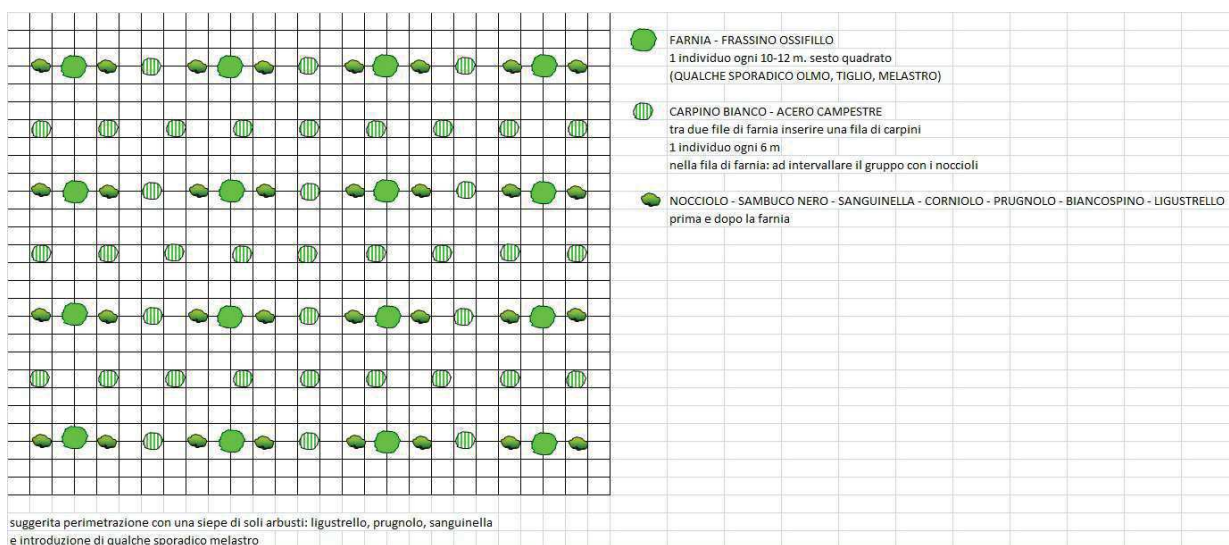 FARNIA - FRASSINO OSSIFILLO
1 individuo ogni 10-12 m. sesto quadrato
(QUALCHE SPORADICO OLMO, TIGLIO, MELASTRO)
CARPINO BIANCO - ACERO CAMPESTRE
tra due file di farnia inserire una fila di carpini
1 individuo ogni 6 m
nella fila di farnia: ad intervallare il gruppo con i noccioli
NOCCIOLO - SAMBUCO NERO - SANGUINELLA - CORNIOLO - PRUGNOLO - BIANCOSPINO - LIGUSTRELLO
prima e dopo la farnia
suggerita perimetrazione con una siepe di soli arbusti: ligustrello, prugnolo, sanguinella
e introduzione di qualche sporadico melastro